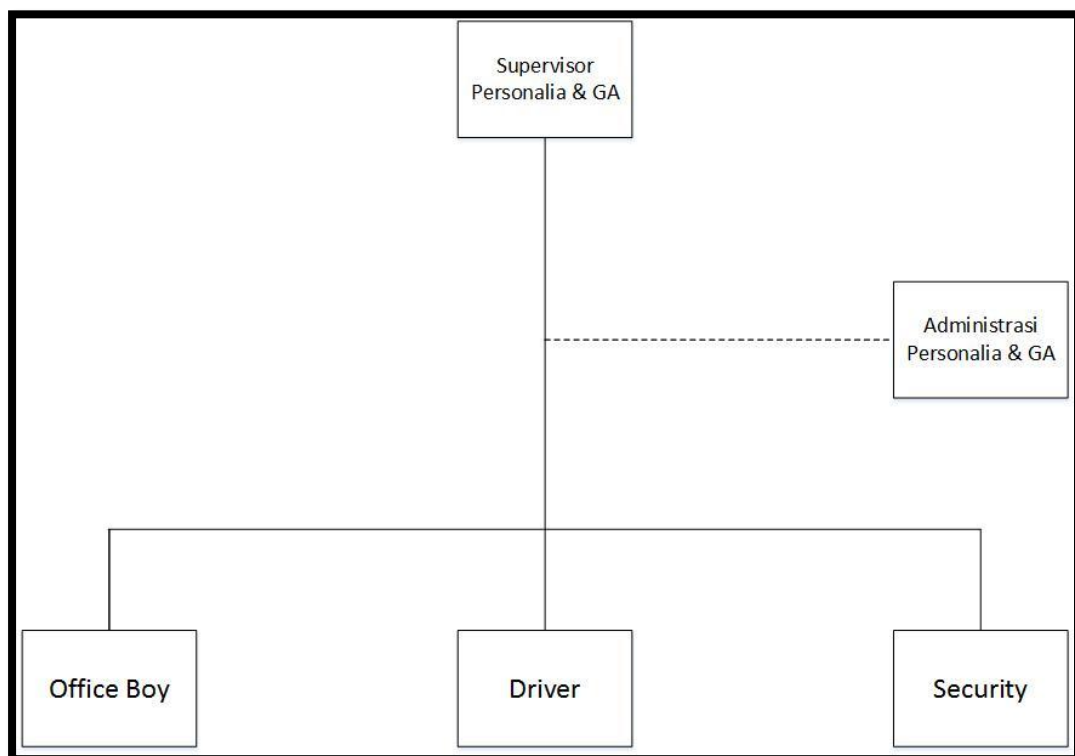 Supervisor
Personalia & GA
Administrasi
Personalia & GA
Office Boy
Driver
Security